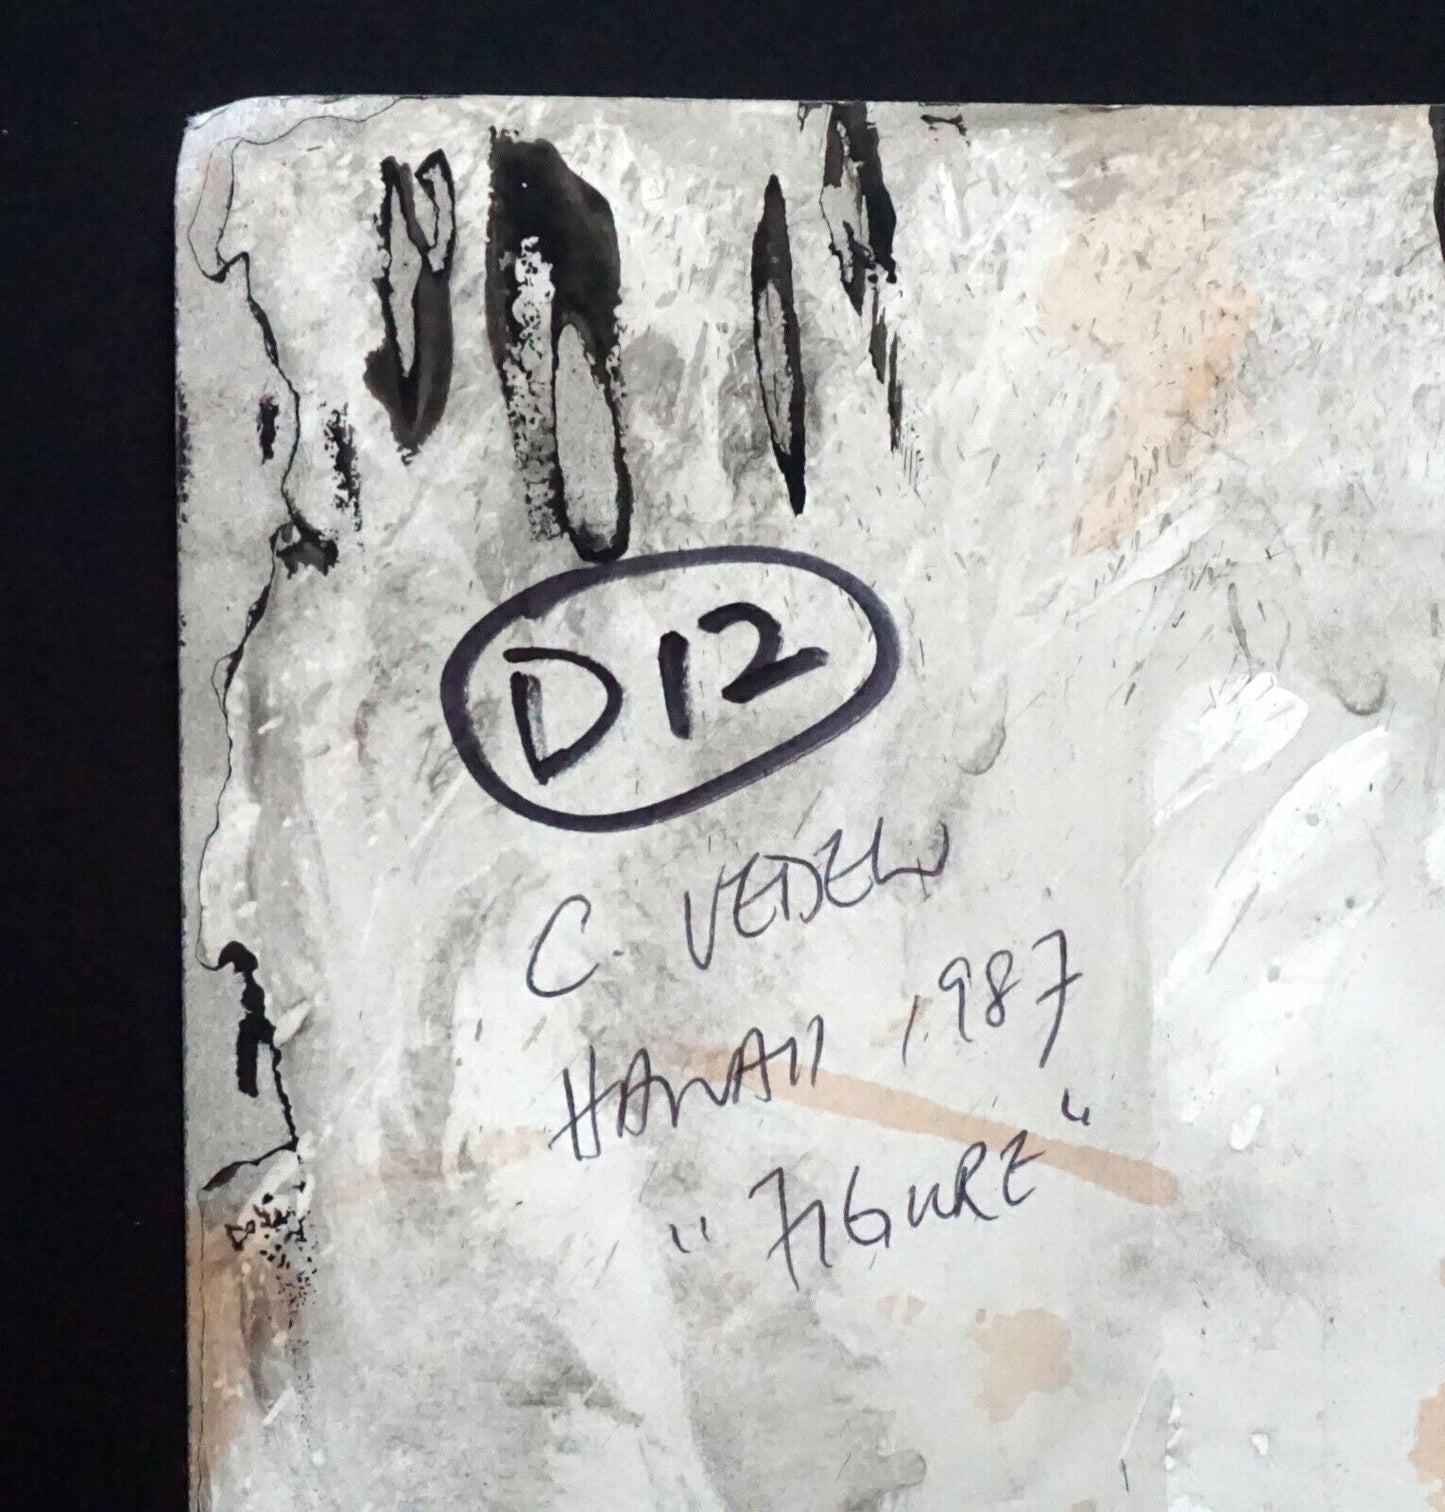 D12
C. VEDEL
HAWAII 1987
"FIGURE"